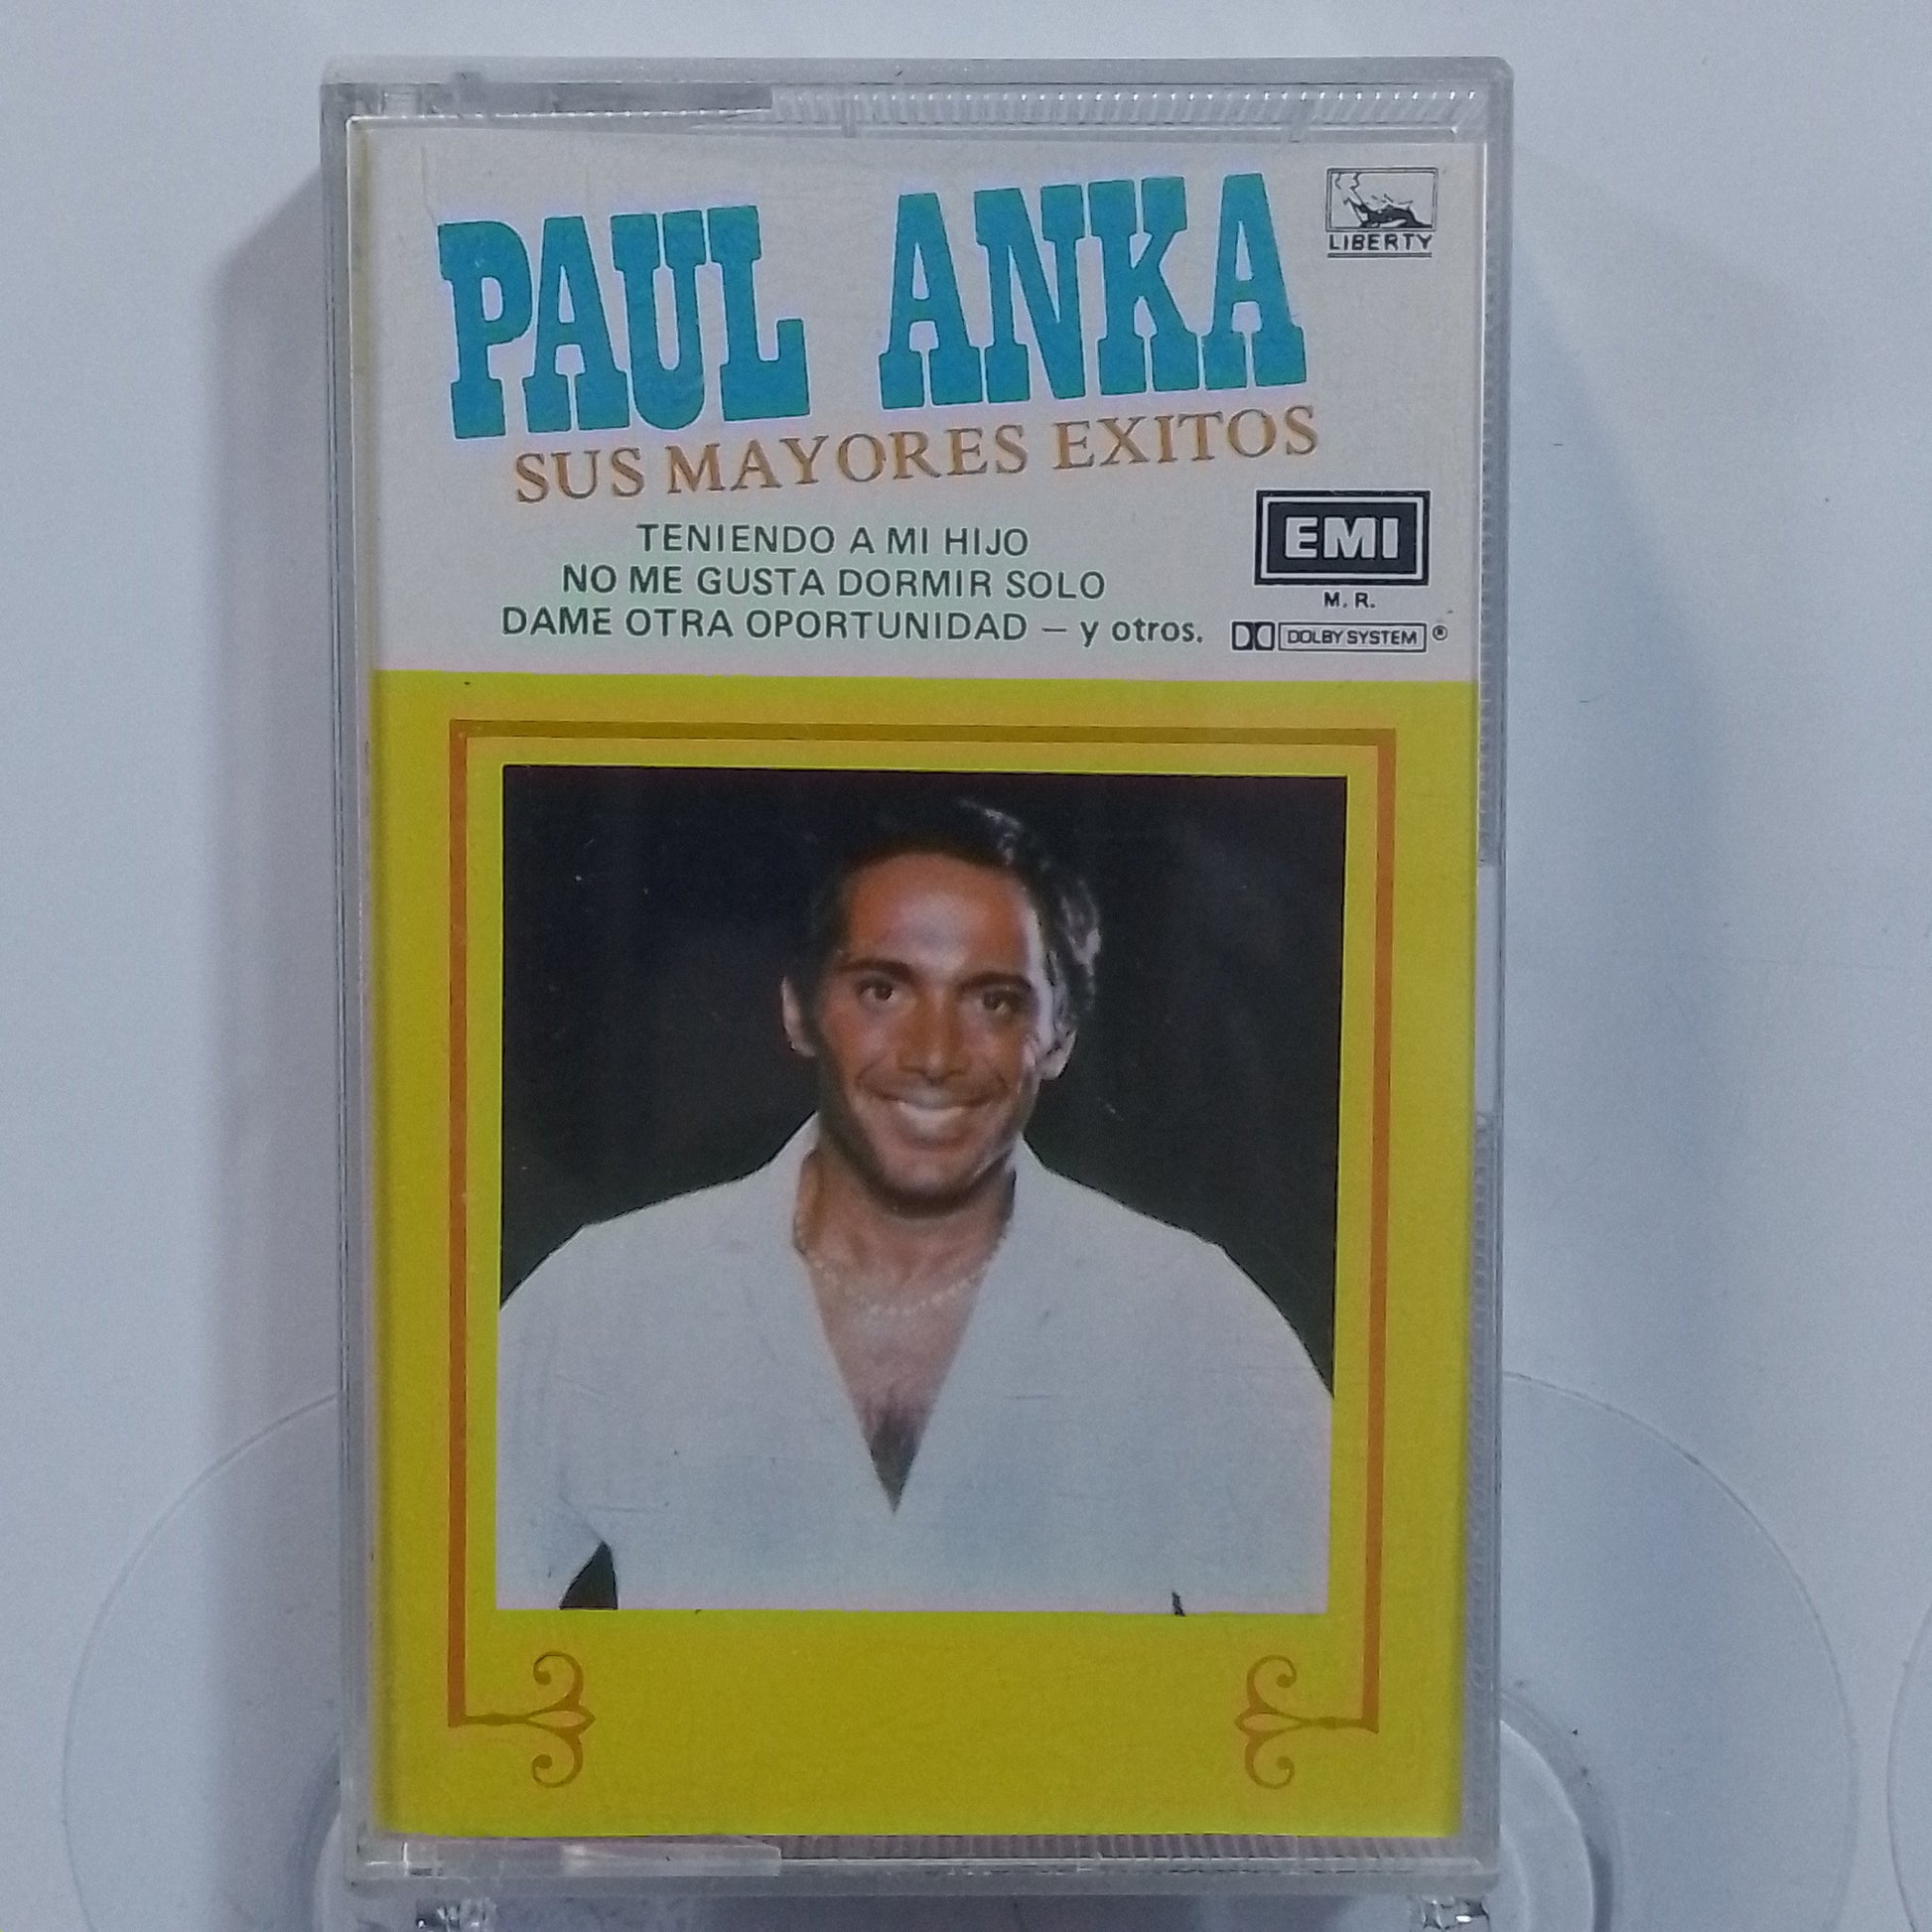 PAUL ANKA
LIBERTY
SUS MAYORES EXITOS
TENIENDO A MI HIJO
NO ME GUSTA DORMIR SOLO
DAME OTRA OPORTUNIDAD — y otros.
EMI
M. R.
DOLBY SYSTEM ®